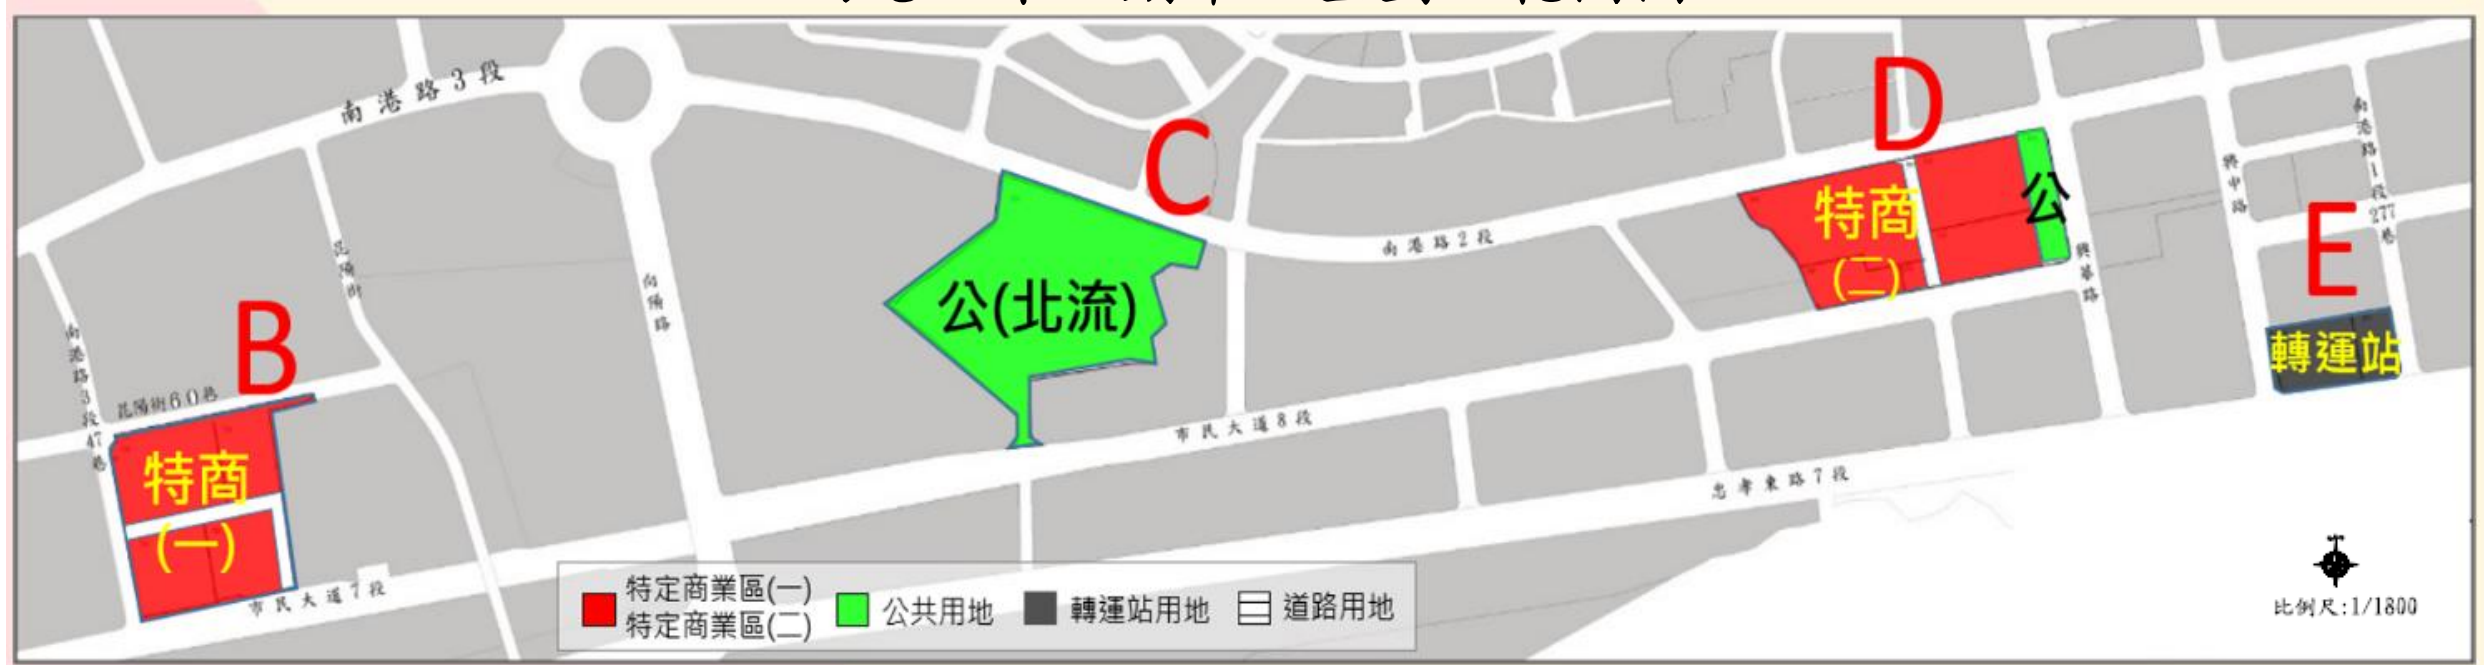 南港路3段
昆陽街
向陽路
南港路3段47巷
昆陽街60巷
B
特商
(一)
市民大道7段
C
公(北流)
南港路2段
市民大道8段
忠孝東路7段
D
特商
(二)
公
興華路
興中路
南港路1段277巷
E
轉運站
特定商業區(一)
特定商業區(二)
公共用地
轉運站用地
道路用地
比例尺:1/1800